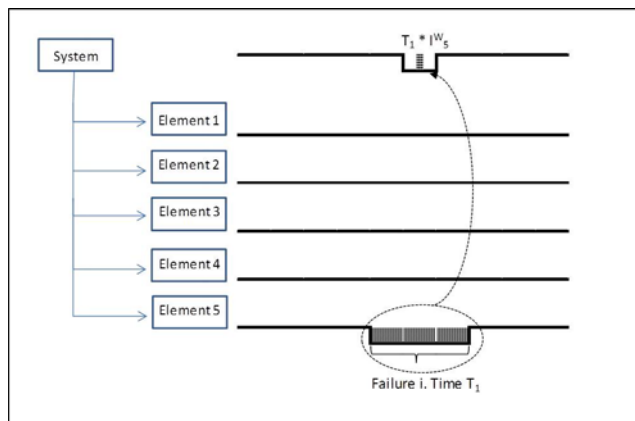 System
T₁ * Iᵂ₅
Element 1
Element 2
Element 3
Element 4
Element 5
Failure i. Time T₁